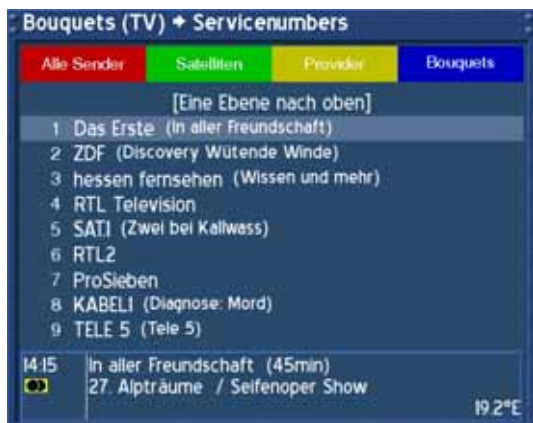 Bouquets (TV) → Servicenumbers
Alle Sender Satelliten Provider Bouquets
[Eine Ebene nach oben]
1 Das Erste (In aller Freundschaft)
2 ZDF (Discovery Wütende Winde)
3 hessen fernsehen (Wissen und mehr)
4 RTL Television
5 SAT.1 (Zwei bei Kallwass)
6 RTL2
7 ProSieben
8 KABEL1 (Diagnose: Mord)
9 TELE 5 (Tele 5)
14:15 In aller Freundschaft (45min)
27. Alpträume / Seifenoper Show
19.2°E